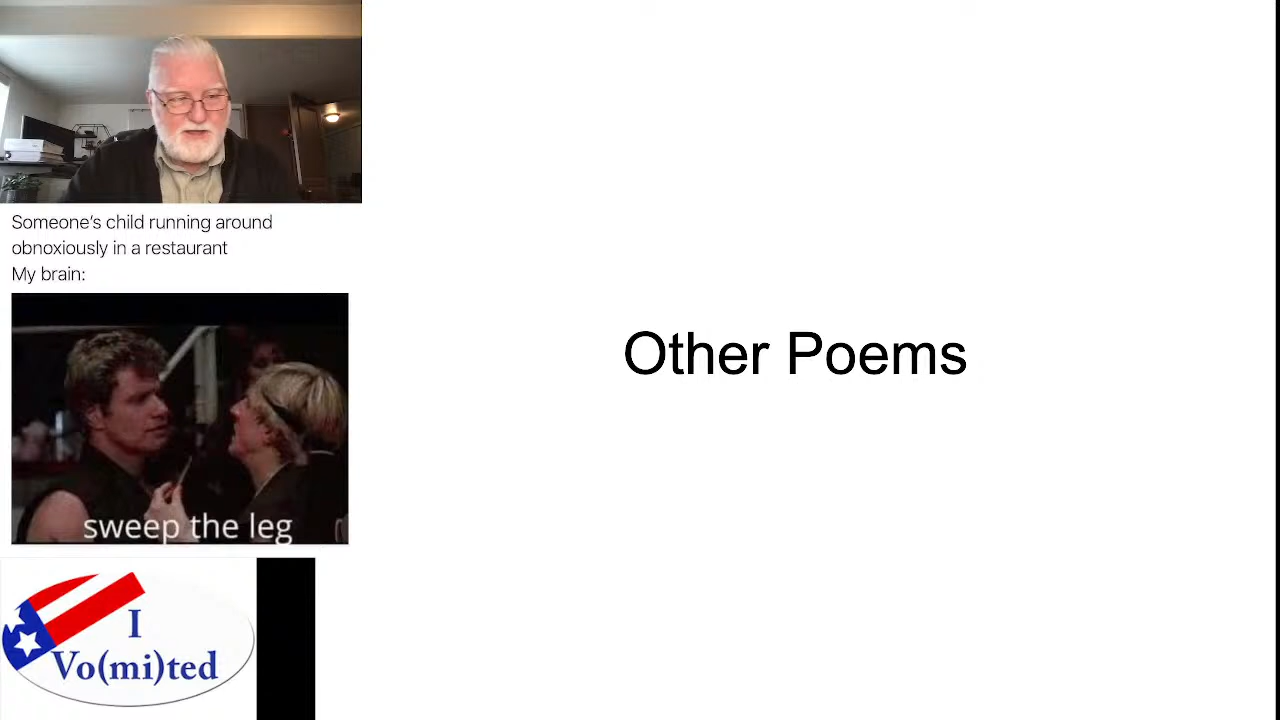 Someone's child running around
obnoxiously in a restaurant
My brain:
sweep the leg
I
Vo(mi)ted
Other Poems